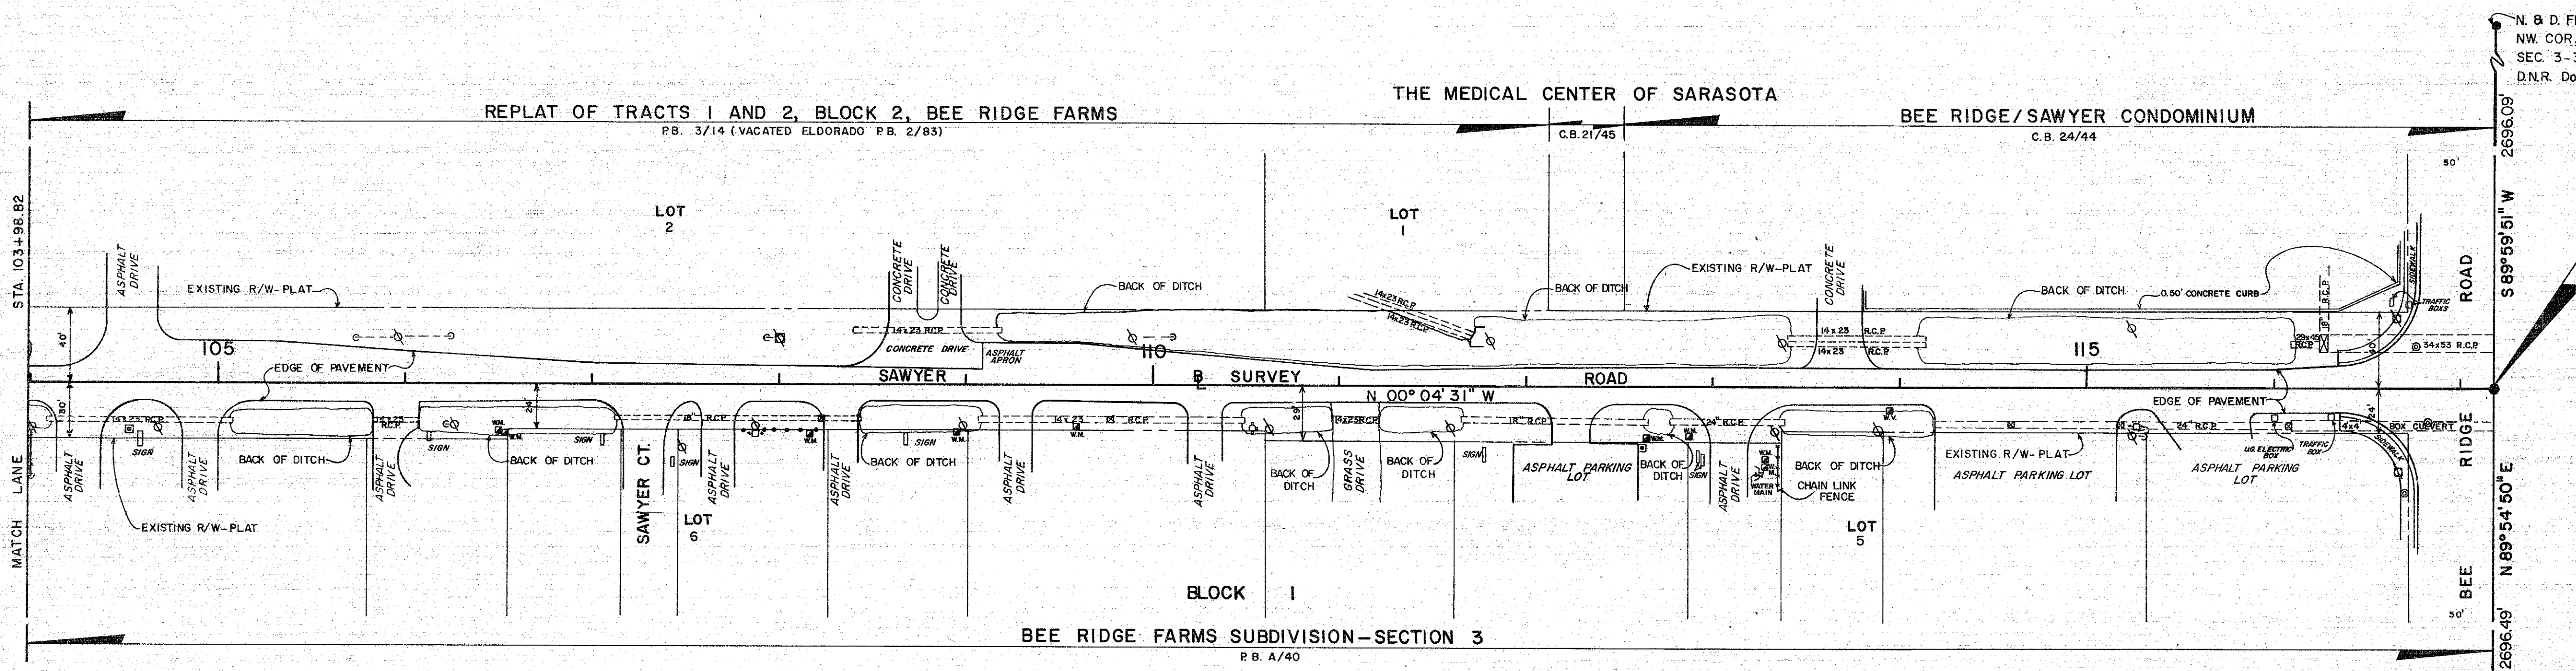 N. & D. F
NW. COR.
SEC. 3-3
D.N.R. Do
THE MEDICAL CENTER OF SARASOTA
REPLAT OF TRACTS 1 AND 2, BLOCK 2, BEE RIDGE FARMS
P.B. 3/14 (VACATED ELDORADO P.B. 2/83)
C.B. 21/45
BEE RIDGE/SAWYER CONDOMINIUM
C.B. 24/44
2696.09'
50'
STA. 103+98.82
LOT
2
LOT
1
S 89°59'51" W
ASPHALT
DRIVE
EXISTING R/W-PLAT
CONCRETE
DRIVE
CONCRETE
DRIVE
BACK OF DITCH
14x23 R.C.P.
14x23 R.C.P.
BACK OF DITCH
EXISTING R/W-PLAT
CONCRETE
DRIVE
BACK OF DITCH
0.50' CONCRETE CURB
18" R.C.P.
SIDEWALK
TRAFFIC
BOXS
ROAD
40'
105
EDGE OF PAVEMENT
14x23 R.C.P.
CONCRETE DRIVE
ASPHALT
APRON
110
14x23 R.C.P.
14x23 R.C.P.
115
29x45
R.C.P.
40'
34x53 R.C.P.
SAWYER
B SURVEY
ROAD
N 00°04'31" W
EDGE OF PAVEMENT
30'
24'
29'
24'
14x23 R.C.P.
SIGN
14x23
R.C.P.
W.M.
W.M.
SIGN
18" R.C.P.
SIGN
W.M.
SIGN
W.M.
14x23 R.C.P.
W.M.
14x23 R.C.P.
18" R.C.P.
SIGN
W.M.
24" R.C.P.
SIGN
W.V.
24" R.C.P.
4'x4' BOX CULVERT
U.G. ELECTRIC
BOX
TRAFFIC
BOX
SIDEWALK
BACK OF DITCH
BACK OF DITCH
BACK OF DITCH
BACK OF
DITCH
BACK OF
DITCH
BACK OF
DITCH
BACK OF DITCH
EXISTING R/W-PLAT
ASPHALT
DRIVE
ASPHALT
DRIVE
ASPHALT
DRIVE
SAWYER CT.
ASPHALT
DRIVE
ASPHALT
DRIVE
ASPHALT
DRIVE
ASPHALT
DRIVE
GRASS
DRIVE
ASPHALT PARKING
LOT
ASPHALT
DRIVE
W.M.
WATER
MAIN
CHAIN LINK
FENCE
ASPHALT PARKING LOT
ASPHALT PARKING
LOT
EXISTING R/W-PLAT
LOT
6
LOT
5
MATCH LANE
BLOCK 1
BEE RIDGE
50'
N 89°54'50" E
2696.49'
BEE RIDGE FARMS SUBDIVISION-SECTION 3
P.B. A/40